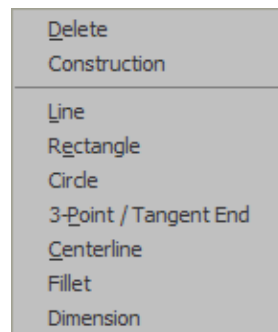 Delete
Construction
Line
Rectangle
Circle
3-Point / Tangent End
Centerline
Fillet
Dimension